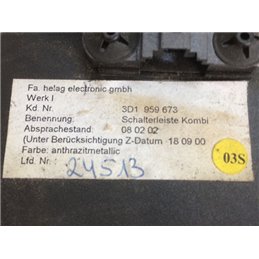 Fa. helag electronic gmbh
Werk I
Kd. Nr. 3D1 959 673
Benennung: Schalterleiste Kombi
Absprachestand: 08 02 02
(Unter Berücksichtigung Z-Datum 18 09 00
Farbe: anthrazitmetallic
Lfd. Nr.: 24513
03S